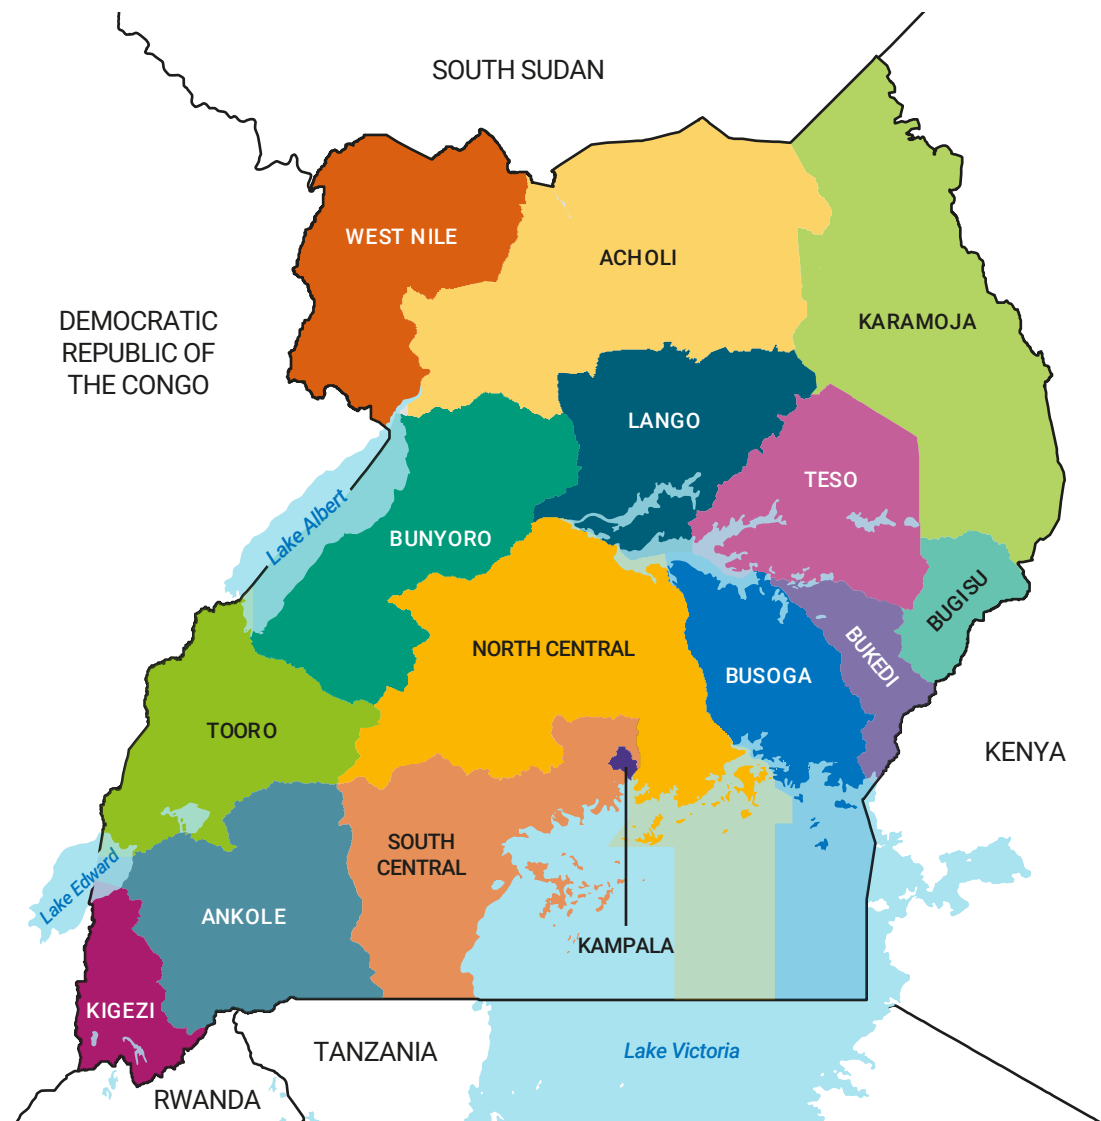 SOUTH SUDAN
WEST NILE
ACHOLI
DEMOCRATIC
REPUBLIC OF
THE CONGO
KARAMOJA
LANGO
TESO
Lake Albert
BUNYORO
BUGISU
NORTH CENTRAL
BUKEDI
BUSOGA
TOORO
KENYA
SOUTH
CENTRAL
Lake Edward
ANKOLE
KAMPALA
KIGEZI
TANZANIA
Lake Victoria
RWANDA